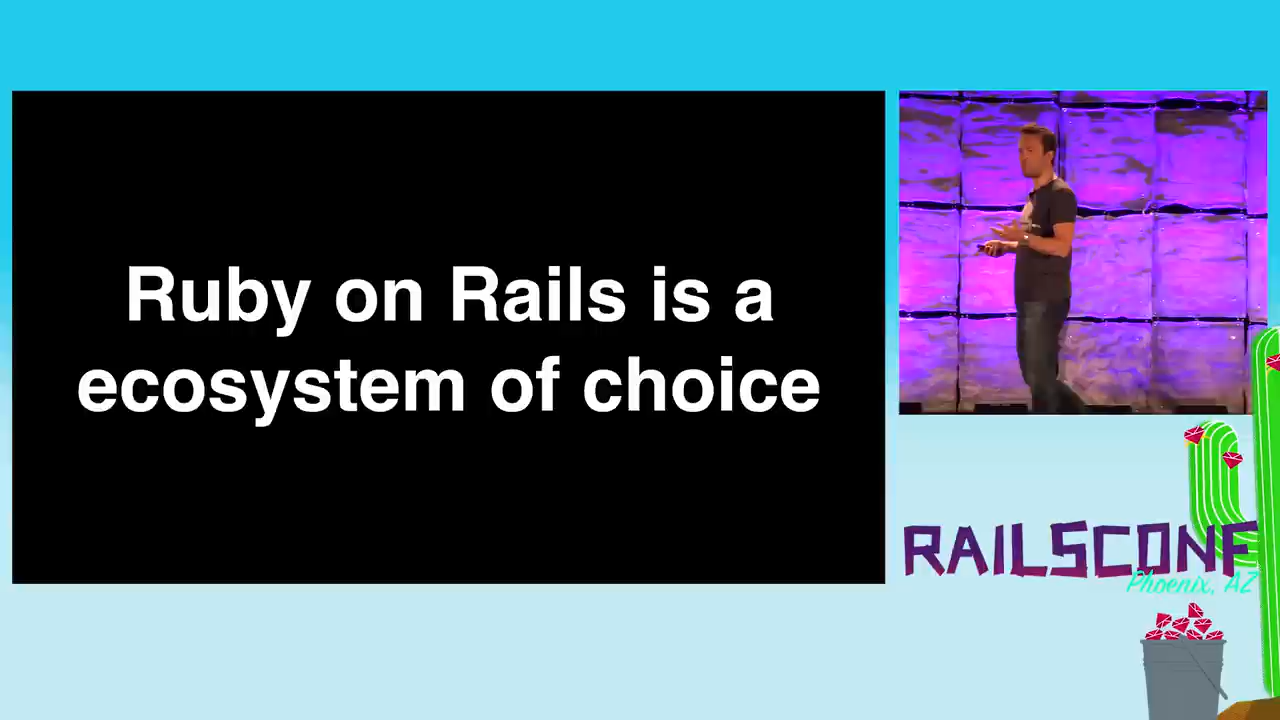 Ruby on Rails is a
ecosystem of choice
RAILSCONF
Phoenix, AZ